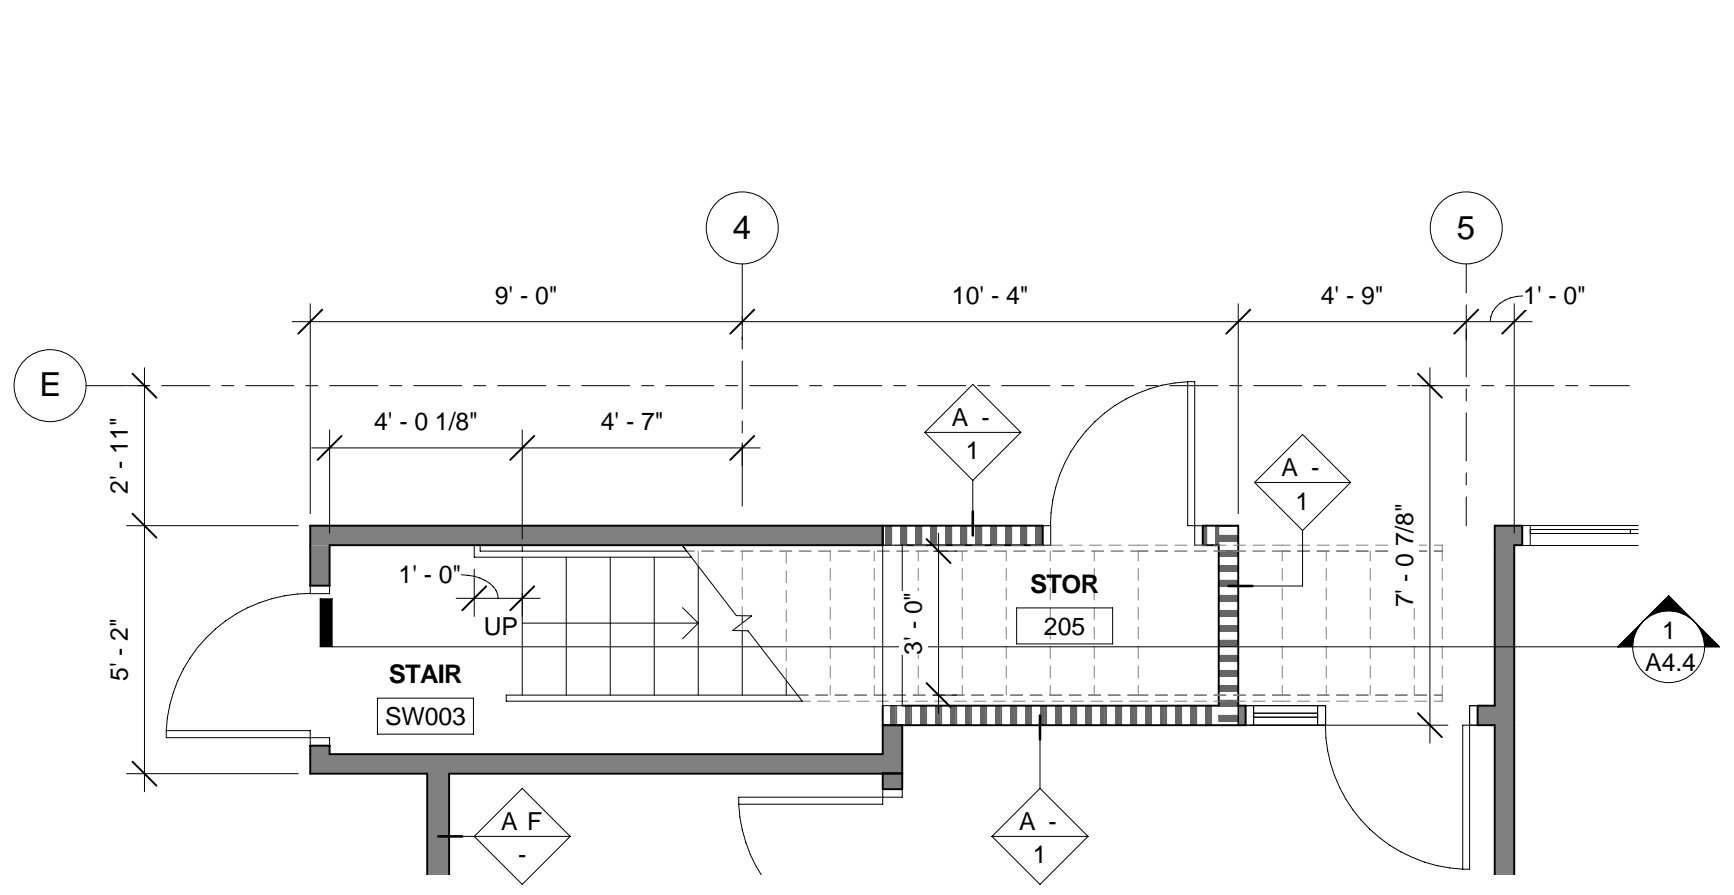 4
5
9' - 0"
10' - 4"
4' - 9"
1' - 0"
E
4' - 0 1/8"
4' - 7"
A -
1
2' - 11"
A -
1
7' - 0 7/8"
1' - 0"
STOR
205
UP
3' - 0"
5' - 2"
1
A4.4
STAIR
SW003
A F
-
A -
1